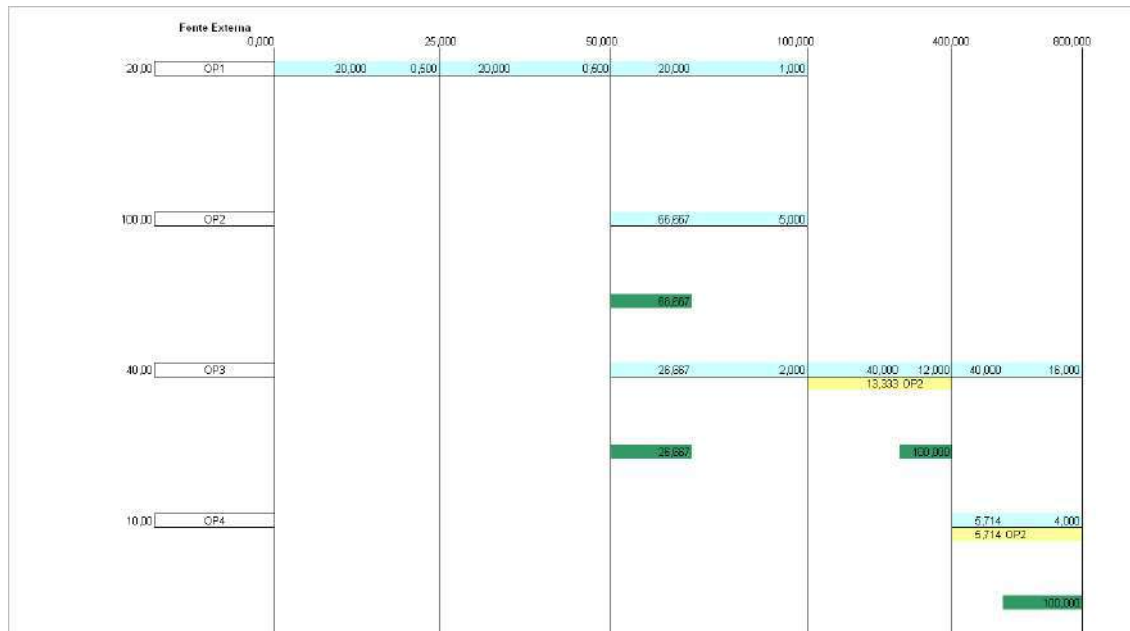 Fonte Externa
0,000 25,000 50,000 100,000 400,000 800,000
20,00 OP1 20,000 0,500 20,000 0,500 20,000 1,000
100,00 OP2 66,667 5,000
66,667
40,00 OP3 26,667 2,000 40,000 12,000 40,000 16,000
13,333 OP2
26,667 100,000
10,00 OP4 5,714 4,000
5,714 OP2
100,000